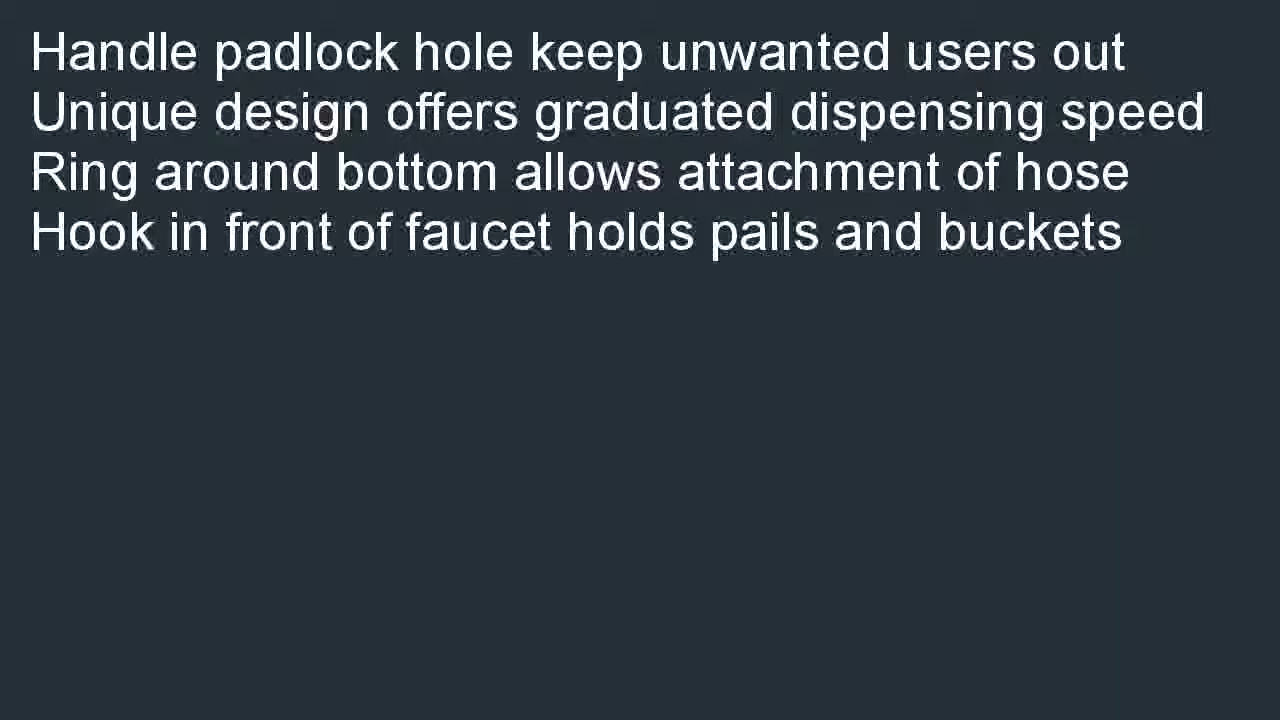 Handle padlock hole keep unwanted users out
Unique design offers graduated dispensing speed
Ring around bottom allows attachment of hose
Hook in front of faucet holds pails and buckets